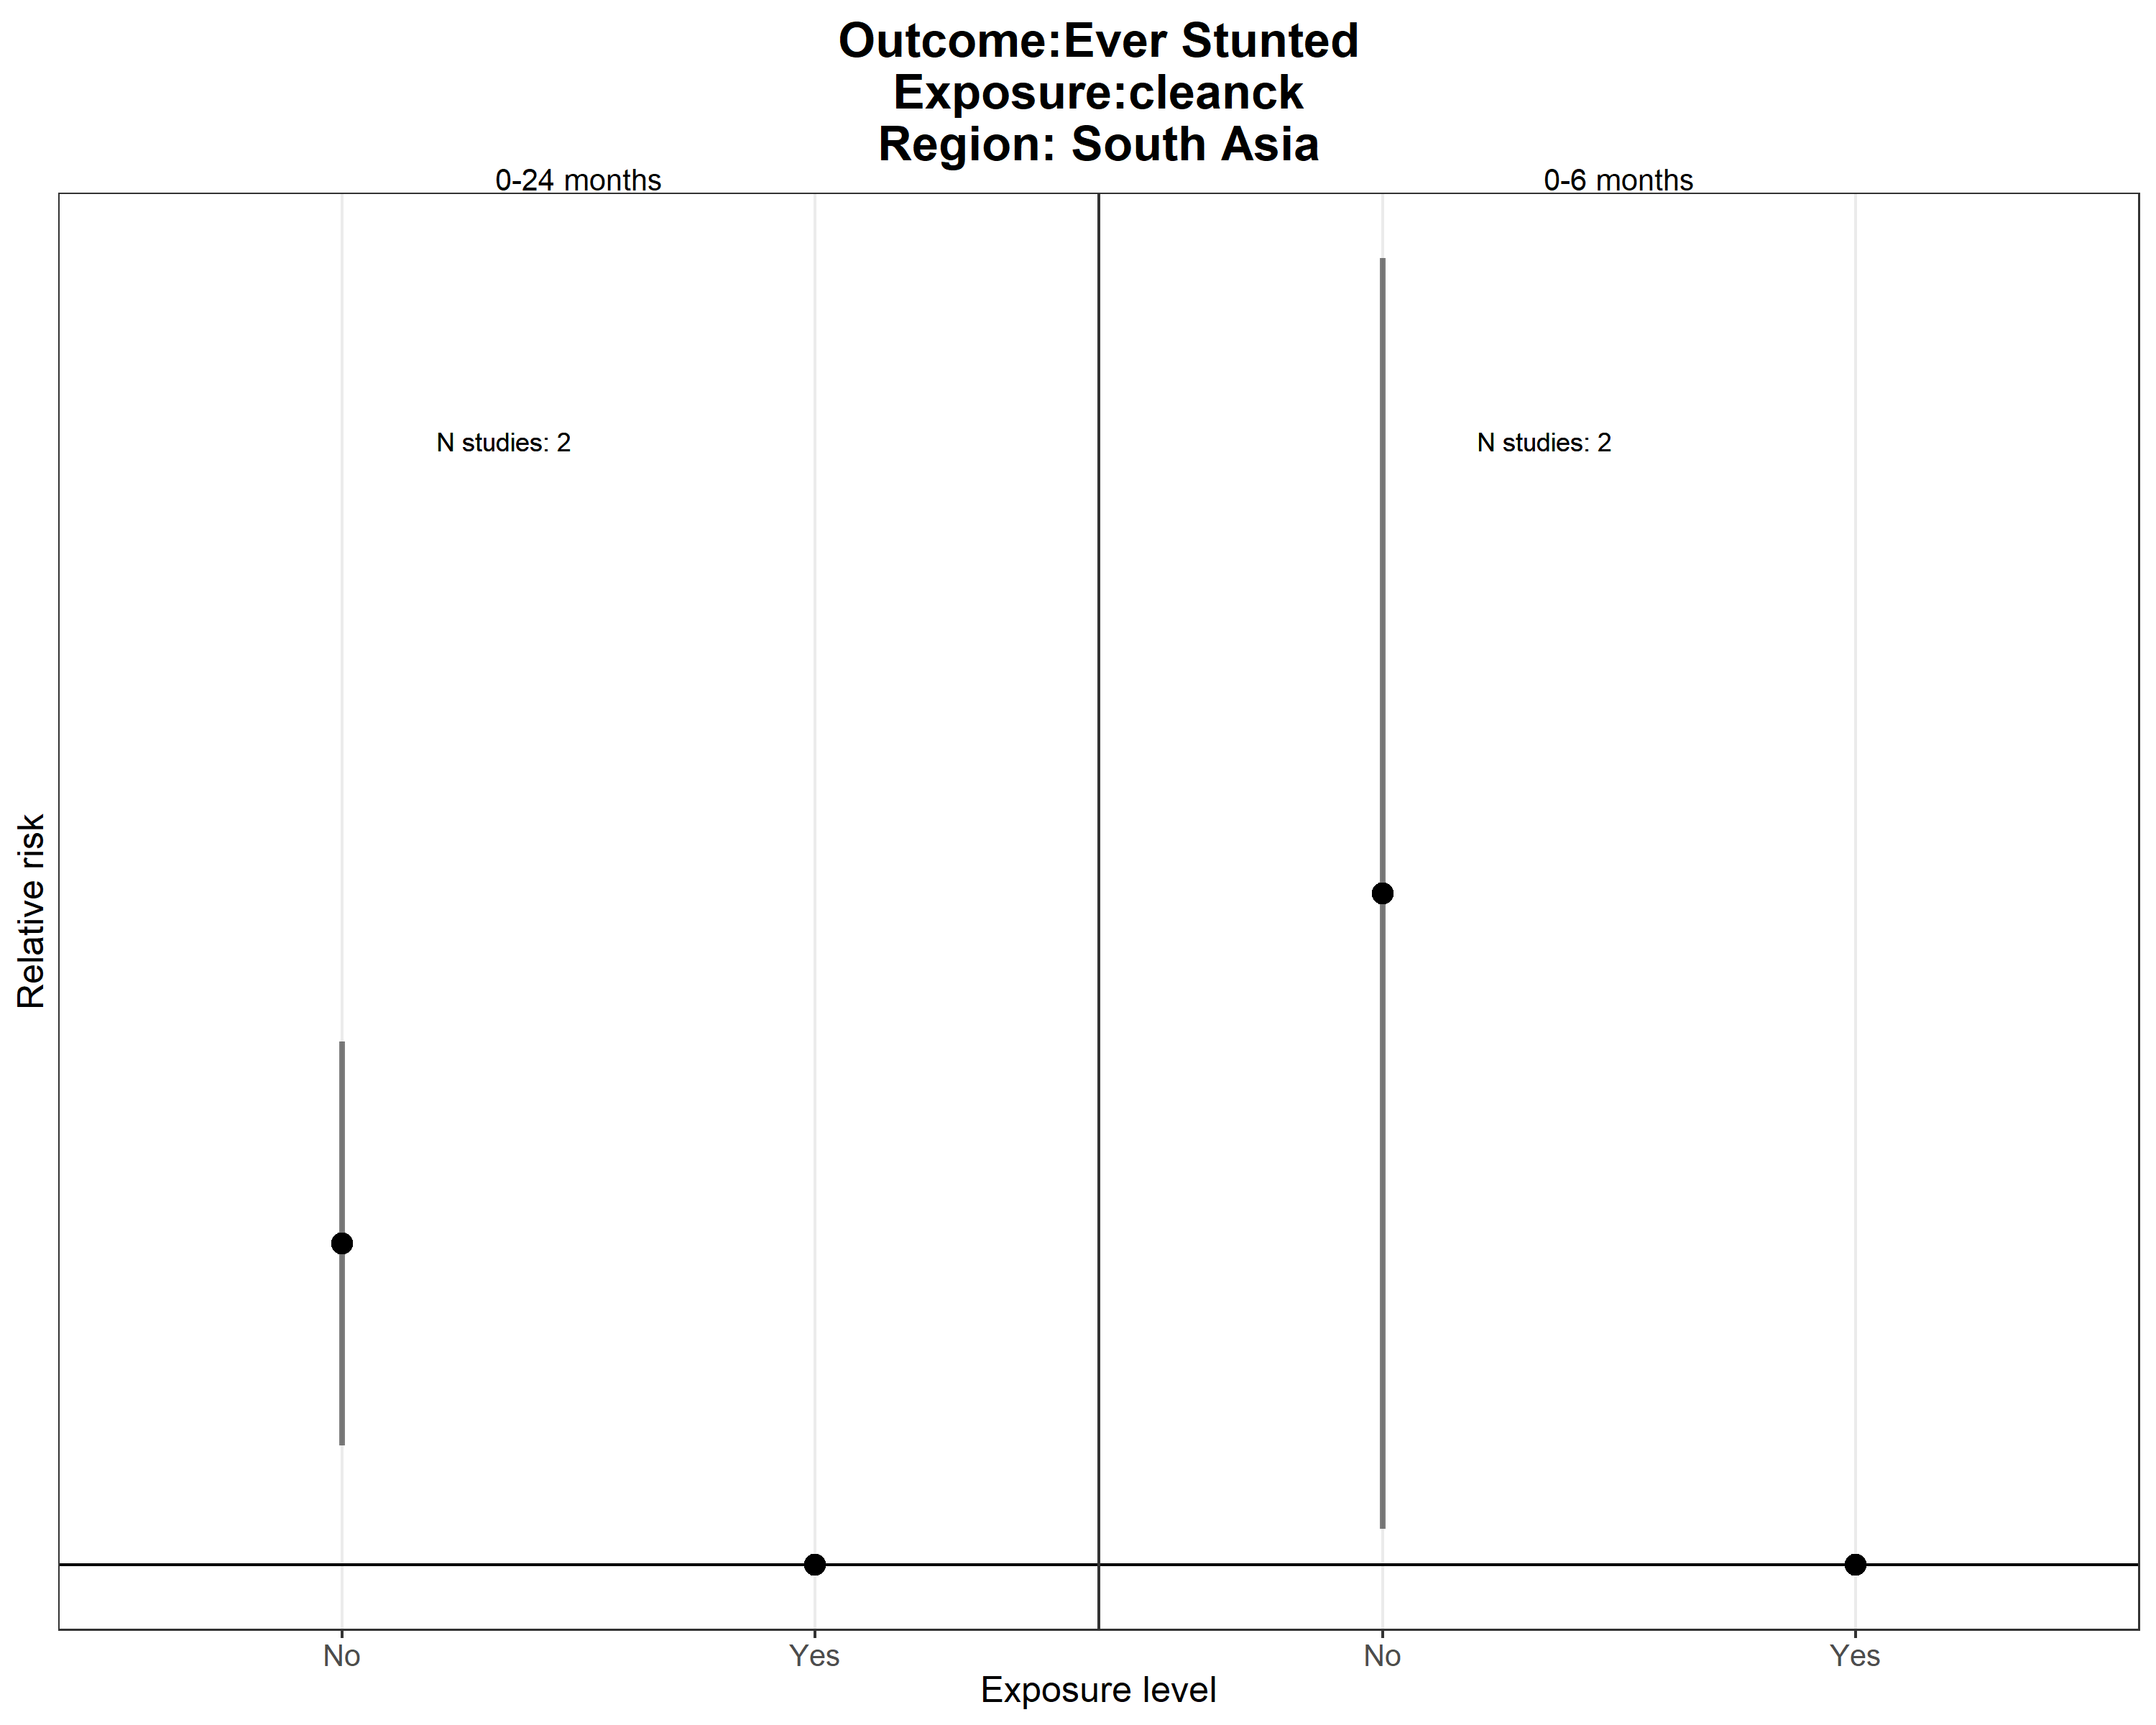 Outcome:Ever Stunted
Exposure:cleanck
Region: South Asia
0-24 months
0-6 months
N studies: 2
N studies: 2
Relative risk
No
Yes
No
Yes
Exposure level